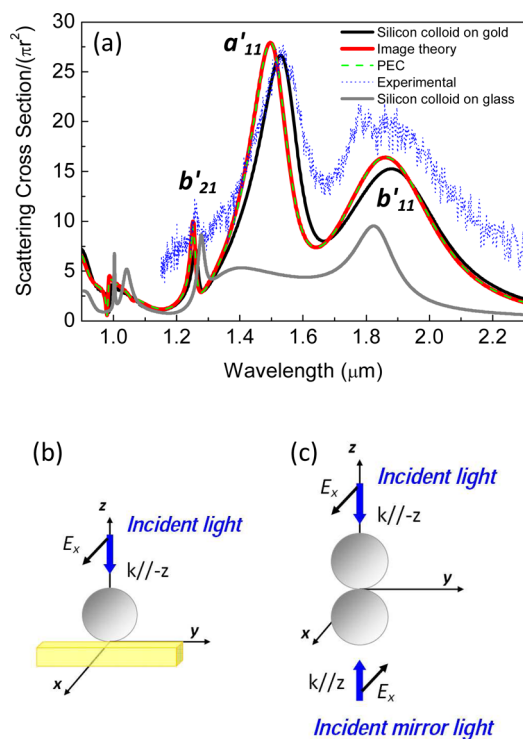 (a)
a'11
b'21
b'11
Silicon colloid on gold
Image theory
PEC
Experimental
Silicon colloid on glass
Scattering Cross Section/(πr²)
35
30
25
20
15
10
5
0
1.0 1.2 1.4 1.6 1.8 2.0 2.2
Wavelength (μm)
(b)
z
Incident light
Ex
k//-z
y
x
(c)
z
Incident light
Ex
k//-z
y
x
k//z
Ex
Incident mirror light